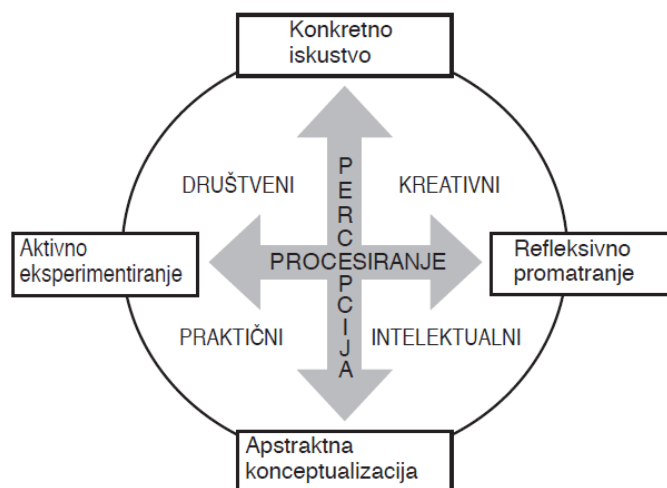 Konkretno
iskustvo
DRUŠTVENI
KREATIVNI
PERCEPCIJA
Aktivno
eksperimentiranje
PROCESIRANJE
Refleksivno
promatranje
PRAKTIČNI
INTELEKTUALNI
Apstraktna
konceptualizacija